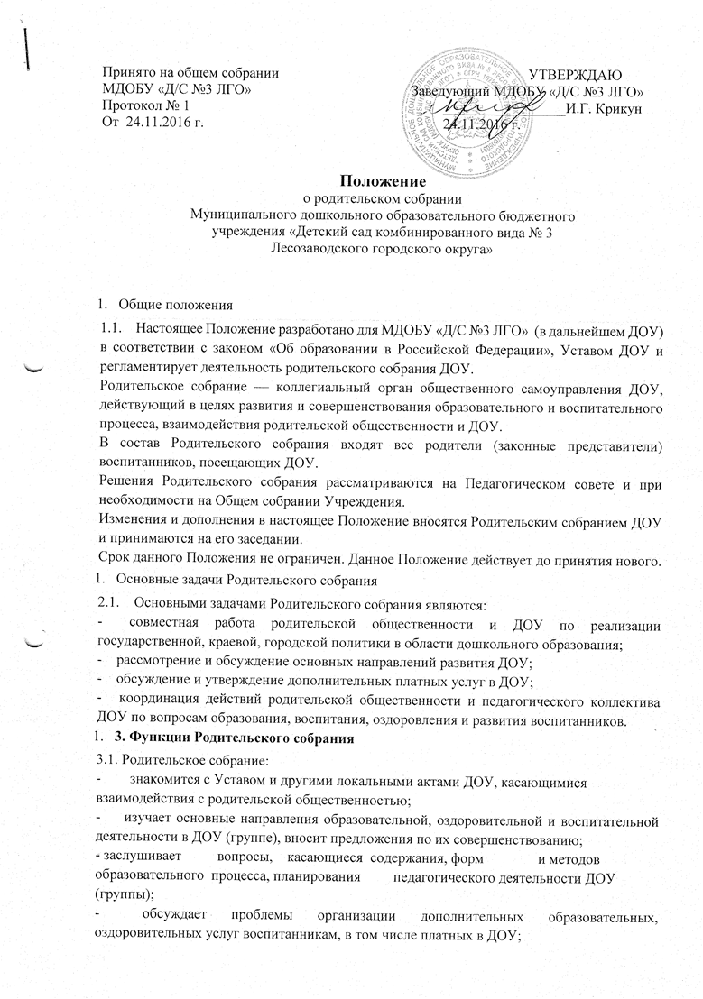 Принято на общем собрании
МДОБУ «Д/С №3 ЛГО»
Протокол № 1
От 24.11.2016 г.
УТВЕРЖДАЮ
Заведующий МДОБУ «Д/С №3 ЛГО»
И.Г. Крикун
24.11.2016 г.
Положение
о родительском собрании
Муниципального дошкольного образовательного бюджетного
учреждения «Детский сад комбинированного вида № 3
Лесозаводского городского округа»
1. Общие положения
1.1. Настоящее Положение разработано для МДОБУ «Д/С №3 ЛГО» (в дальнейшем ДОУ)
в соответствии с законом «Об образовании в Российской Федерации», Уставом ДОУ и
регламентирует деятельность родительского собрания ДОУ.
Родительское собрание — коллегиальный орган общественного самоуправления ДОУ,
действующий в целях развития и совершенствования образовательного и воспитательного
процесса, взаимодействия родительской общественности и ДОУ.
В состав Родительского собрания входят все родители (законные представители)
воспитанников, посещающих ДОУ.
Решения Родительского собрания рассматриваются на Педагогическом совете и при
необходимости на Общем собрании Учреждения.
Изменения и дополнения в настоящее Положение вносятся Родительским собранием ДОУ
и принимаются на его заседании.
Срок данного Положения не ограничен. Данное Положение действует до принятия нового.
1. Основные задачи Родительского собрания
2.1. Основными задачами Родительского собрания являются:
- совместная работа родительской общественности и ДОУ по реализации
государственной, краевой, городской политики в области дошкольного образования;
- рассмотрение и обсуждение основных направлений развития ДОУ;
- обсуждение и утверждение дополнительных платных услуг в ДОУ;
- координация действий родительской общественности и педагогического коллектива
ДОУ по вопросам образования, воспитания, оздоровления и развития воспитанников.
1. 3. Функции Родительского собрания
3.1. Родительское собрание:
- знакомится с Уставом и другими локальными актами ДОУ, касающимися
взаимодействия с родительской общественностью;
- изучает основные направления образовательной, оздоровительной и воспитательной
деятельности в ДОУ (группе), вносит предложения по их совершенствованию;
- заслушивает вопросы, касающиеся содержания, форм и методов
образовательного процесса, планирования педагогического деятельности ДОУ
(группы);
- обсуждает проблемы организации дополнительных образовательных,
оздоровительных услуг воспитанникам, в том числе платных в ДОУ;